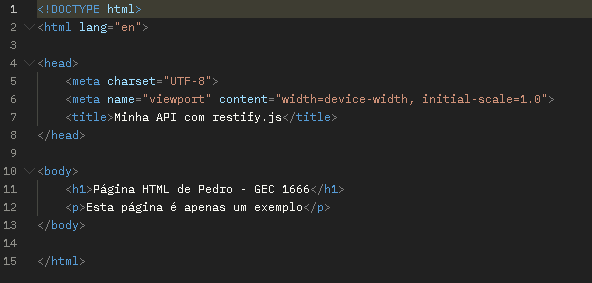 1 <!DOCTYPE html>
2 <html lang="en">
3
4 <head>
5     <meta charset="UTF-8">
6     <meta name="viewport" content="width=device-width, initial-scale=1.0">
7     <title>Minha API com restify.js</title>
8 </head>
9
10 <body>
11     <h1>Página HTML de Pedro - GEC 1666</h1>
12     <p>Esta página é apenas um exemplo</p>
13 </body>
14
15 </html>